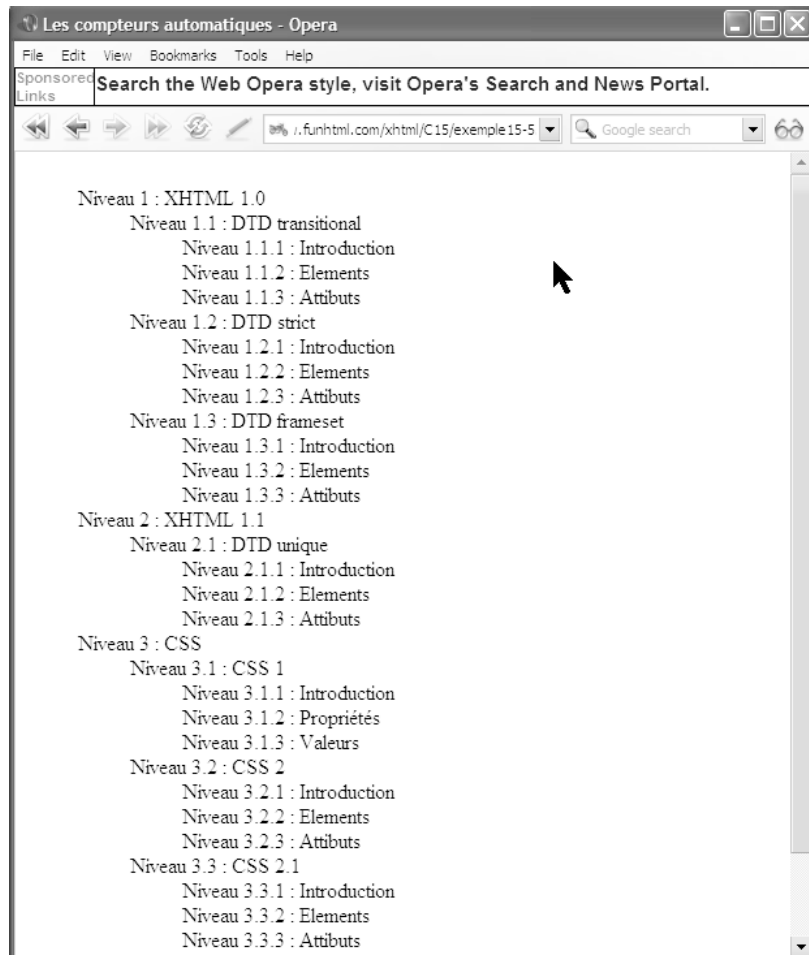 Les compteurs automatiques - Opera
File Edit View Bookmarks Tools Help
Sponsored Links
Search the Web Opera style, visit Opera's Search and News Portal.
.funhtml.com/xhtml/C15/exemple15-5 Google search
Niveau 1 : XHTML 1.0
Niveau 1.1 : DTD transitional
Niveau 1.1.1 : Introduction
Niveau 1.1.2 : Elements
Niveau 1.1.3 : Attibuts
Niveau 1.2 : DTD strict
Niveau 1.2.1 : Introduction
Niveau 1.2.2 : Elements
Niveau 1.2.3 : Attibuts
Niveau 1.3 : DTD frameset
Niveau 1.3.1 : Introduction
Niveau 1.3.2 : Elements
Niveau 1.3.3 : Attibuts
Niveau 2 : XHTML 1.1
Niveau 2.1 : DTD unique
Niveau 2.1.1 : Introduction
Niveau 2.1.2 : Elements
Niveau 2.1.3 : Attibuts
Niveau 3 : CSS
Niveau 3.1 : CSS 1
Niveau 3.1.1 : Introduction
Niveau 3.1.2 : Propriétés
Niveau 3.1.3 : Valeurs
Niveau 3.2 : CSS 2
Niveau 3.2.1 : Introduction
Niveau 3.2.2 : Elements
Niveau 3.2.3 : Attibuts
Niveau 3.3 : CSS 2.1
Niveau 3.3.1 : Introduction
Niveau 3.3.2 : Elements
Niveau 3.3.3 : Attibuts